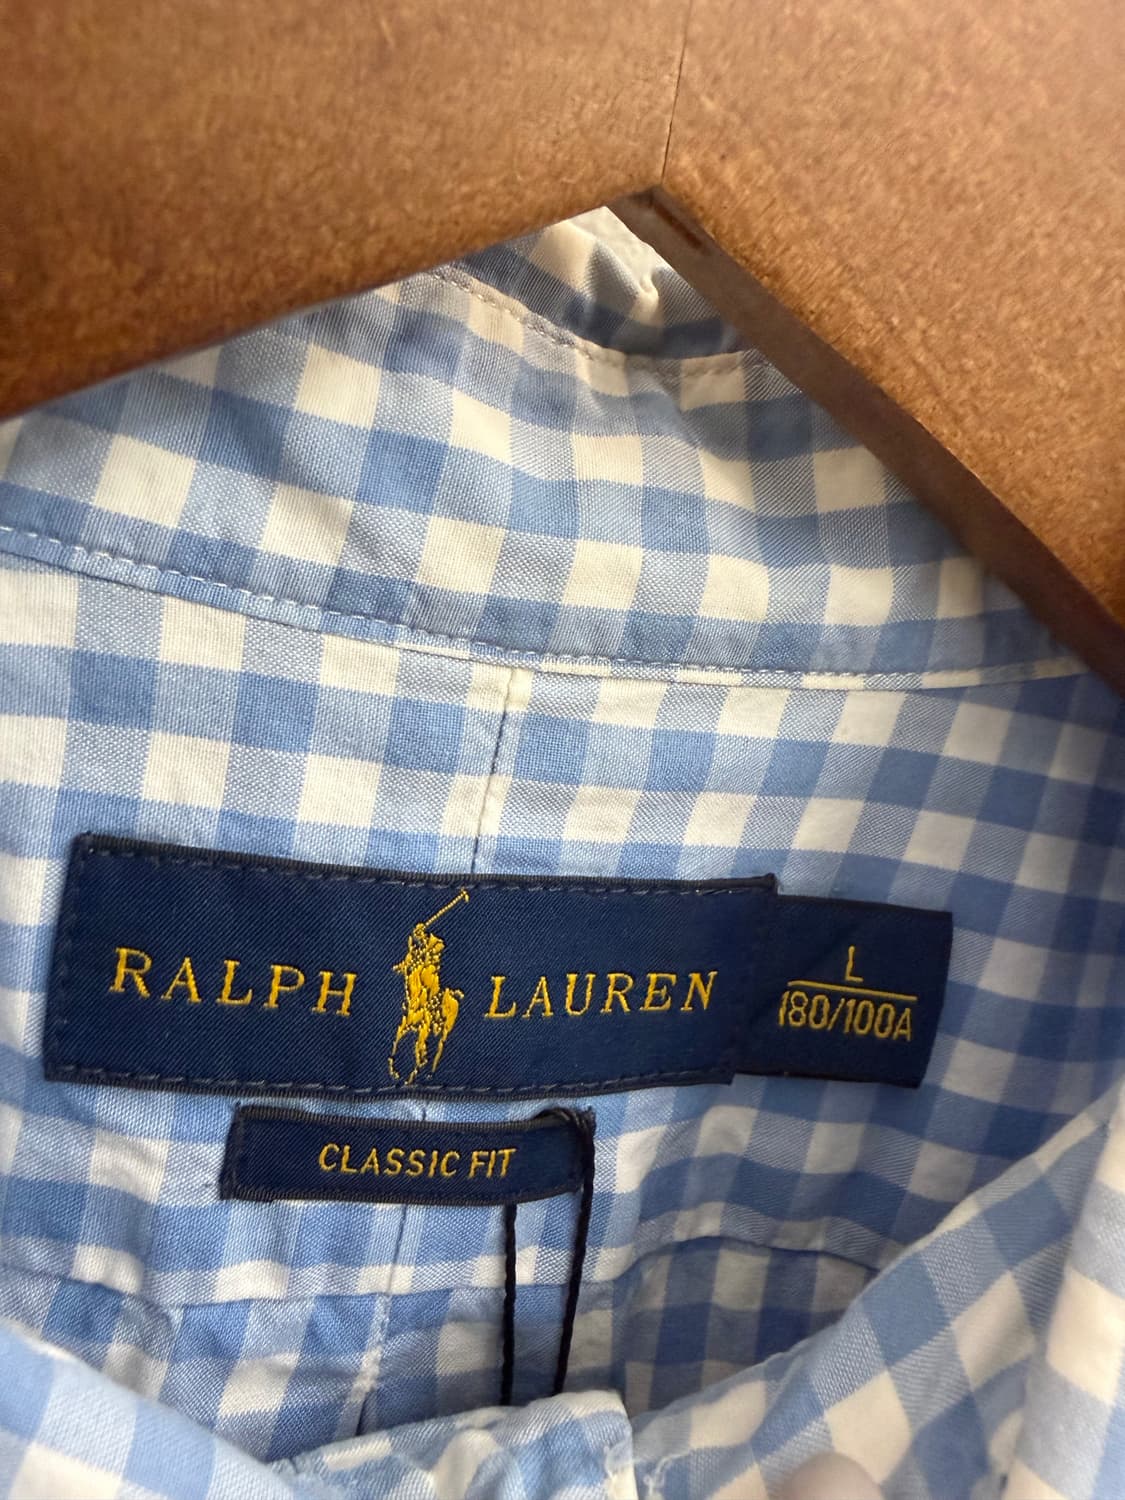 RALPH LAUREN
L
180/100A
CLASSIC FIT